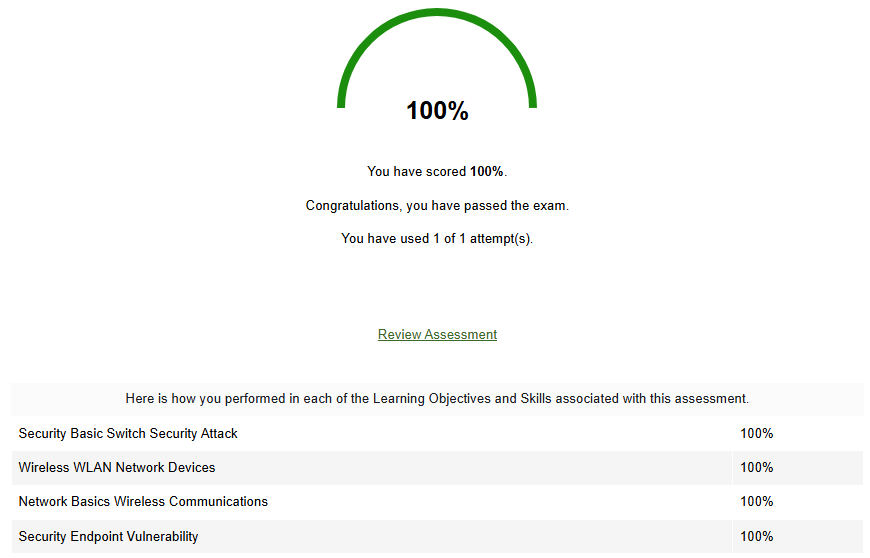 100%
You have scored 100%.
Congratulations, you have passed the exam.
You have used 1 of 1 attempt(s).
Review Assessment
Here is how you performed in each of the Learning Objectives and Skills associated with this assessment.
Security Basic Switch Security Attack 100%
Wireless WLAN Network Devices 100%
Network Basics Wireless Communications 100%
Security Endpoint Vulnerability 100%